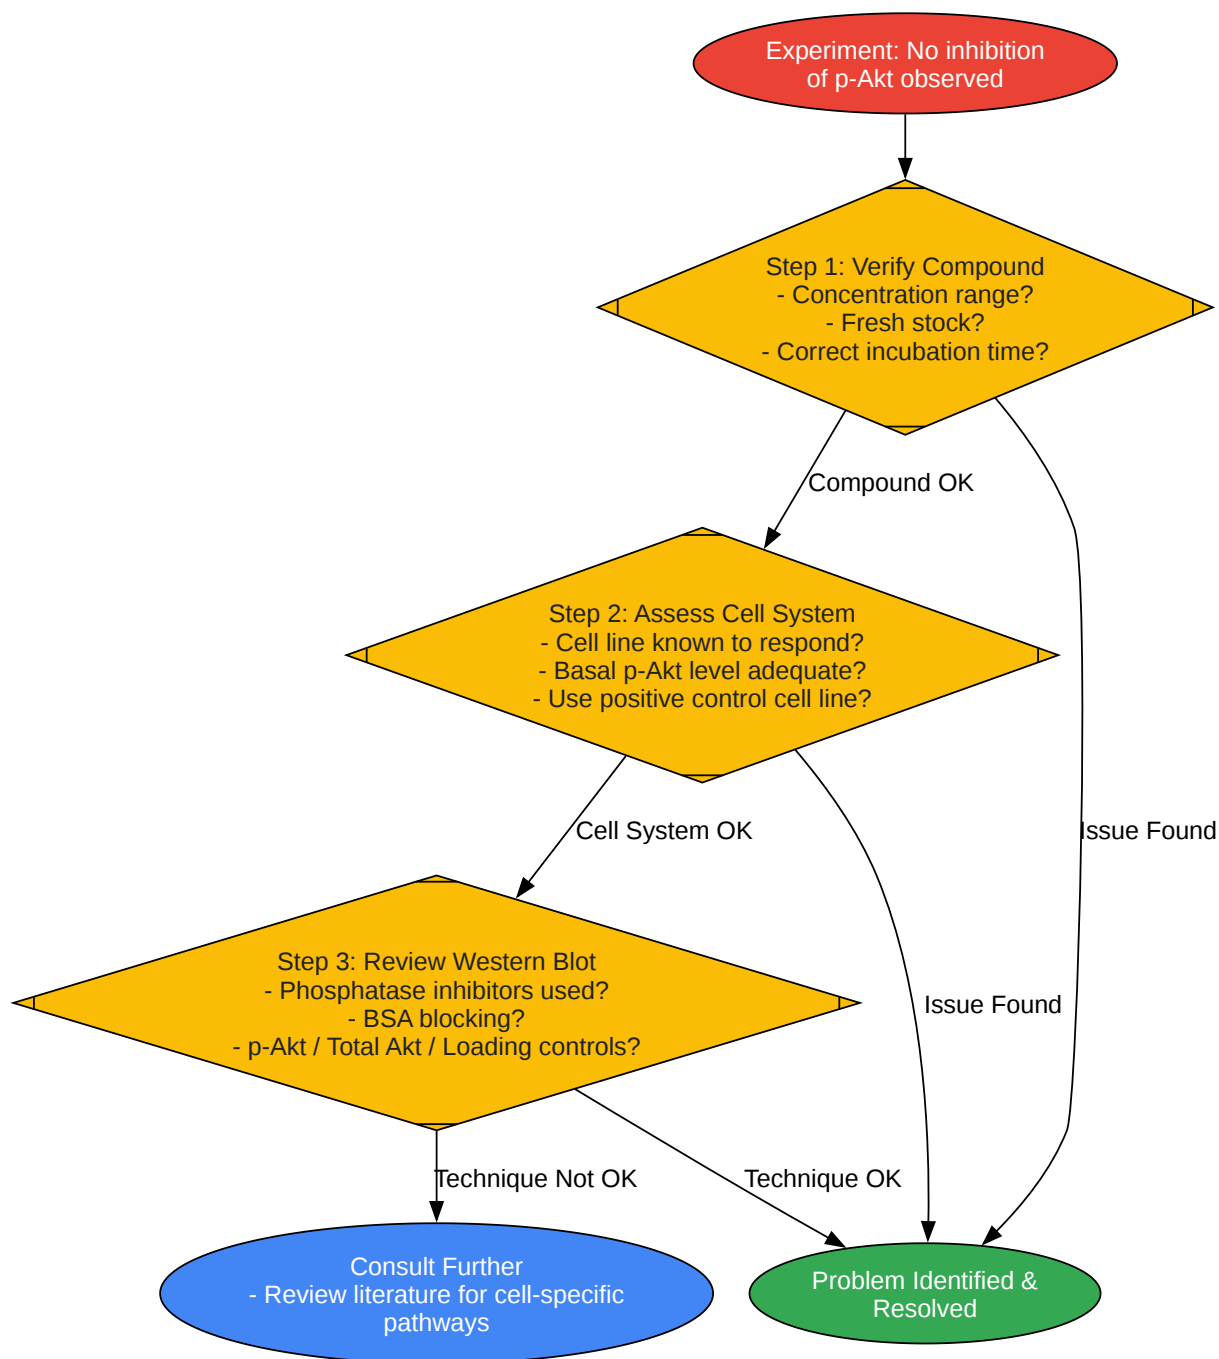 Experiment: No inhibition
of p-Akt observed
Step 1: Verify Compound
- Concentration range?
- Fresh stock?
- Correct incubation time?
Compound OK
Step 2: Assess Cell System
- Cell line known to respond?
- Basal p-Akt level adequate?
- Use positive control cell line?
Cell System OK
Issue Found
Step 3: Review Western Blot
- Phosphatase inhibitors used?
- BSA blocking?
- p-Akt / Total Akt / Loading controls?
Issue Found
Technique Not OK
Technique OK
Consult Further
- Review literature for cell-specific
pathways
Problem Identified &
Resolved